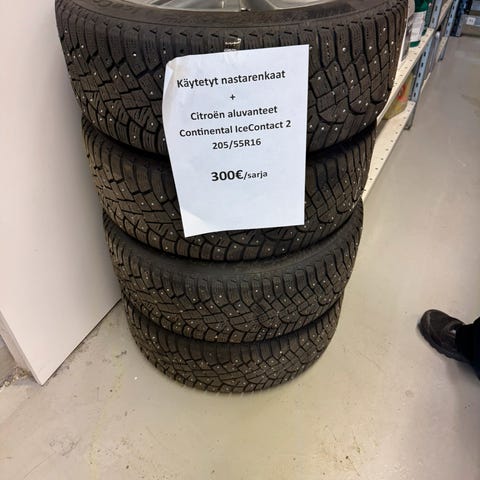 Käytetyt nastarenkaat
+
Citroën aluvanteet
Continental IceContact 2
205/55R16
300€/sarja